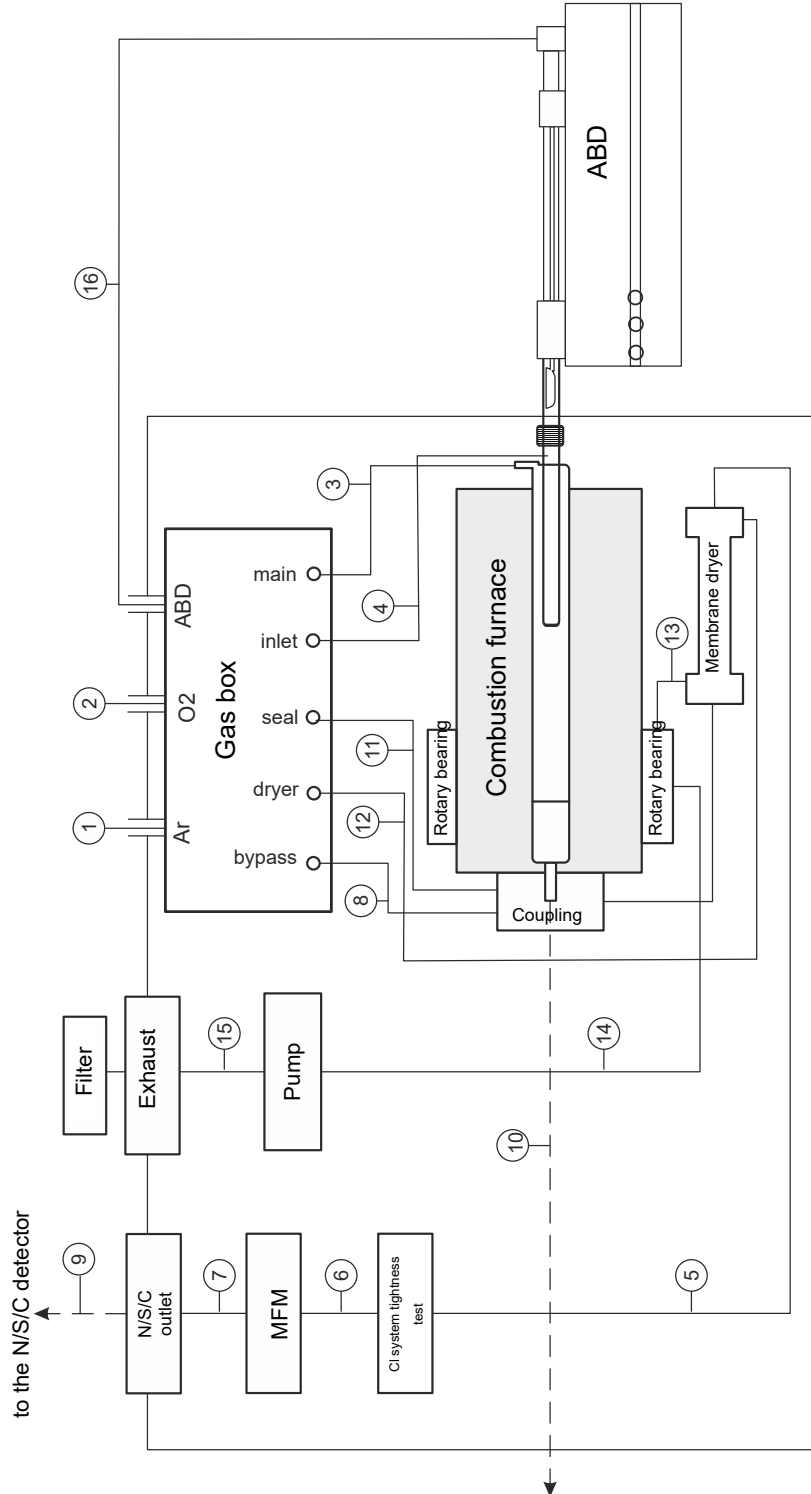 to the N/S/C detector
9
N/S/C
outlet
7
MFM
6
Cl system tightness
test
5
Filter
Exhaust
15
Pump
14
10
1
2
16
Ar
O2
ABD
Gas box
bypass
dryer
seal
inlet
main
8
12
11
4
3
Coupling
Rotary bearing
Combustion furnace
Rotary bearing
13
Membrane dryer
ABD